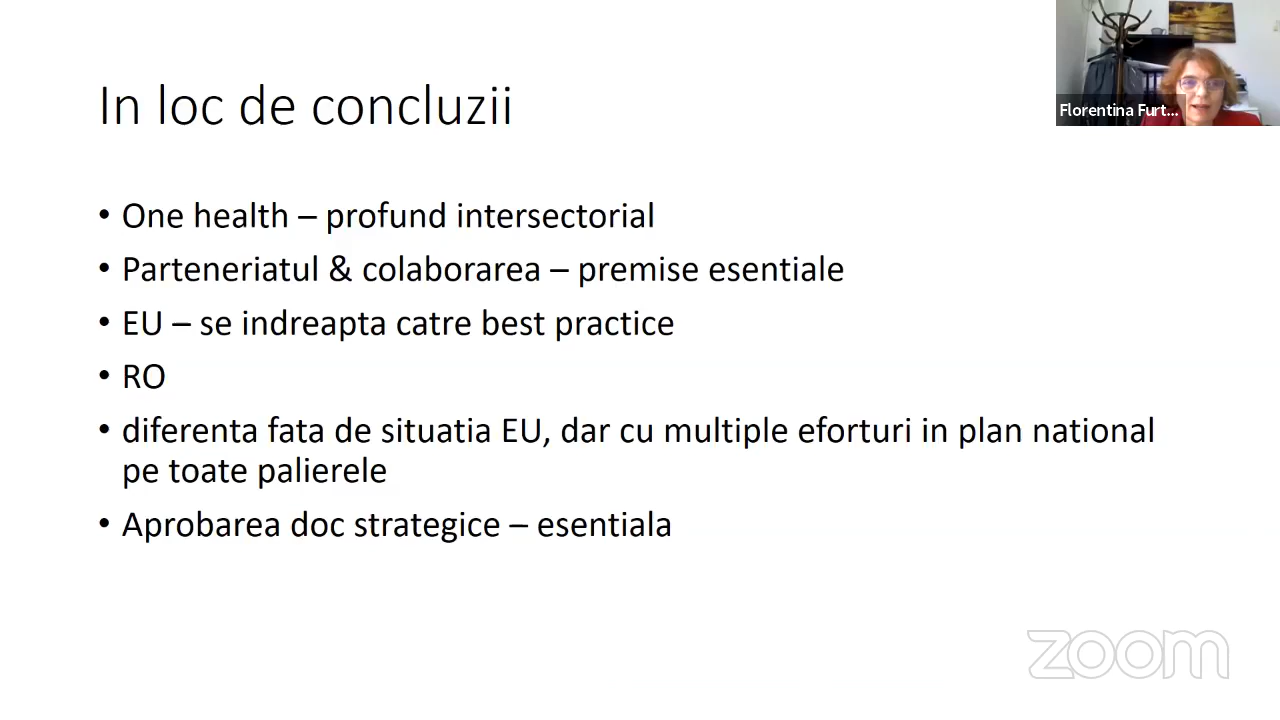 In loc de concluzii
Florentina Furt...
• One health – profund intersectorial
• Parteneriatul & colaborarea – premise esentiale
• EU – se indreapta catre best practice
• RO
• diferenta fata de situatia EU, dar cu multiple eforturi in plan national
pe toate palierele
• Aprobarea doc strategice – esentiala
zoom